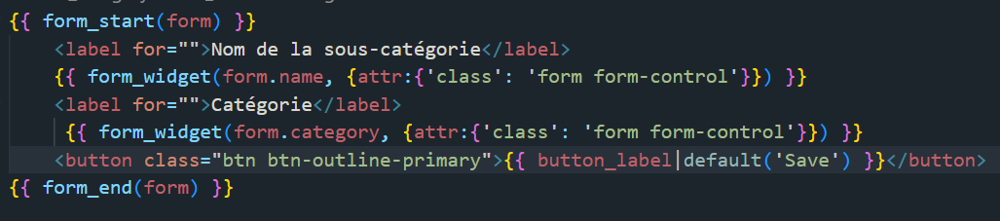 {{ form_start(form) }}
<label for="">Nom de la sous-catégorie</label>
{{ form_widget(form.name, {attr:{'class': 'form form-control'}}) }}
<label for="">Catégorie</label>
{{ form_widget(form.category, {attr:{'class': 'form form-control'}}) }}
<button class="btn btn-outline-primary">{{ button_label|default('Save') }}</button>
{{ form_end(form) }}